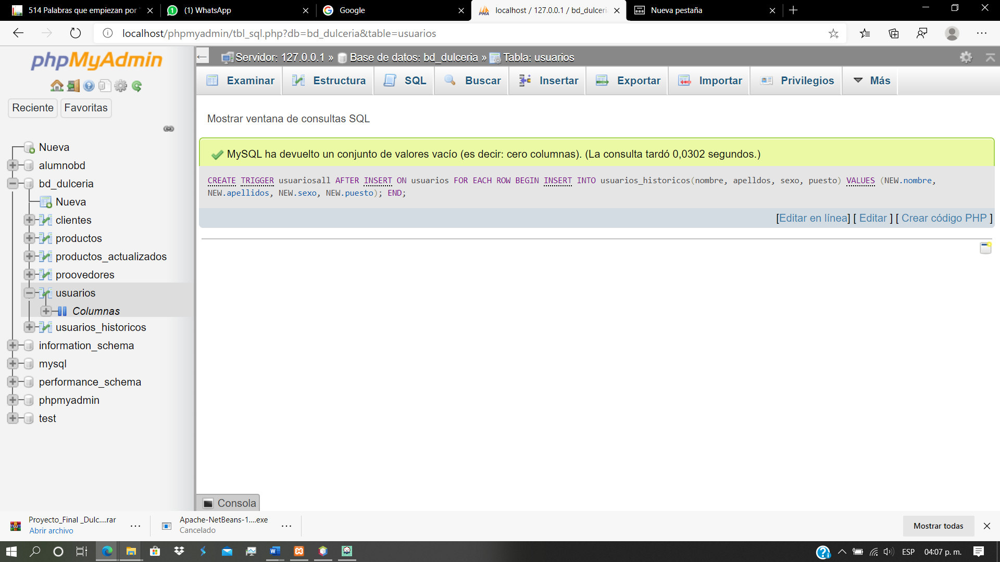 514 Palabras que empiezan por "
(1) WhatsApp
Google
localhost / 127.0.0.1 / bd_dulceri
Nueva pestaña
localhost/phpmyadmin/tbl_sql.php?db=bd_dulceria&table=usuarios
phpMyAdmin
Reciente
Favoritas
Nueva
alumnobd
bd_dulceria
Nueva
clientes
productos
productos_actualizados
proovedores
usuarios
Columnas
usuarios_historicos
information_schema
mysql
performance_schema
phpmyadmin
test
Servidor: 127.0.0.1 » Base de datos: bd_dulceria » Tabla: usuarios
Examinar
Estructura
SQL
Buscar
Insertar
Exportar
Importar
Privilegios
Más
Mostrar ventana de consultas SQL
MySQL ha devuelto un conjunto de valores vacío (es decir: cero columnas). (La consulta tardó 0,0302 segundos.)
CREATE TRIGGER usuariosall AFTER INSERT ON usuarios FOR EACH ROW BEGIN INSERT INTO usuarios_historicos(nombre, apelldos, sexo, puesto) VALUES (NEW.nombre,
NEW.apellidos, NEW.sexo, NEW.puesto); END;
[Editar en línea] [ Editar ] [ Crear código PHP ]
Consola
Proyecto_Final _Dulc....rar
Abrir archivo
Apache-NetBeans-1....exe
Cancelado
Mostrar todas
ESP
04:07 p. m.